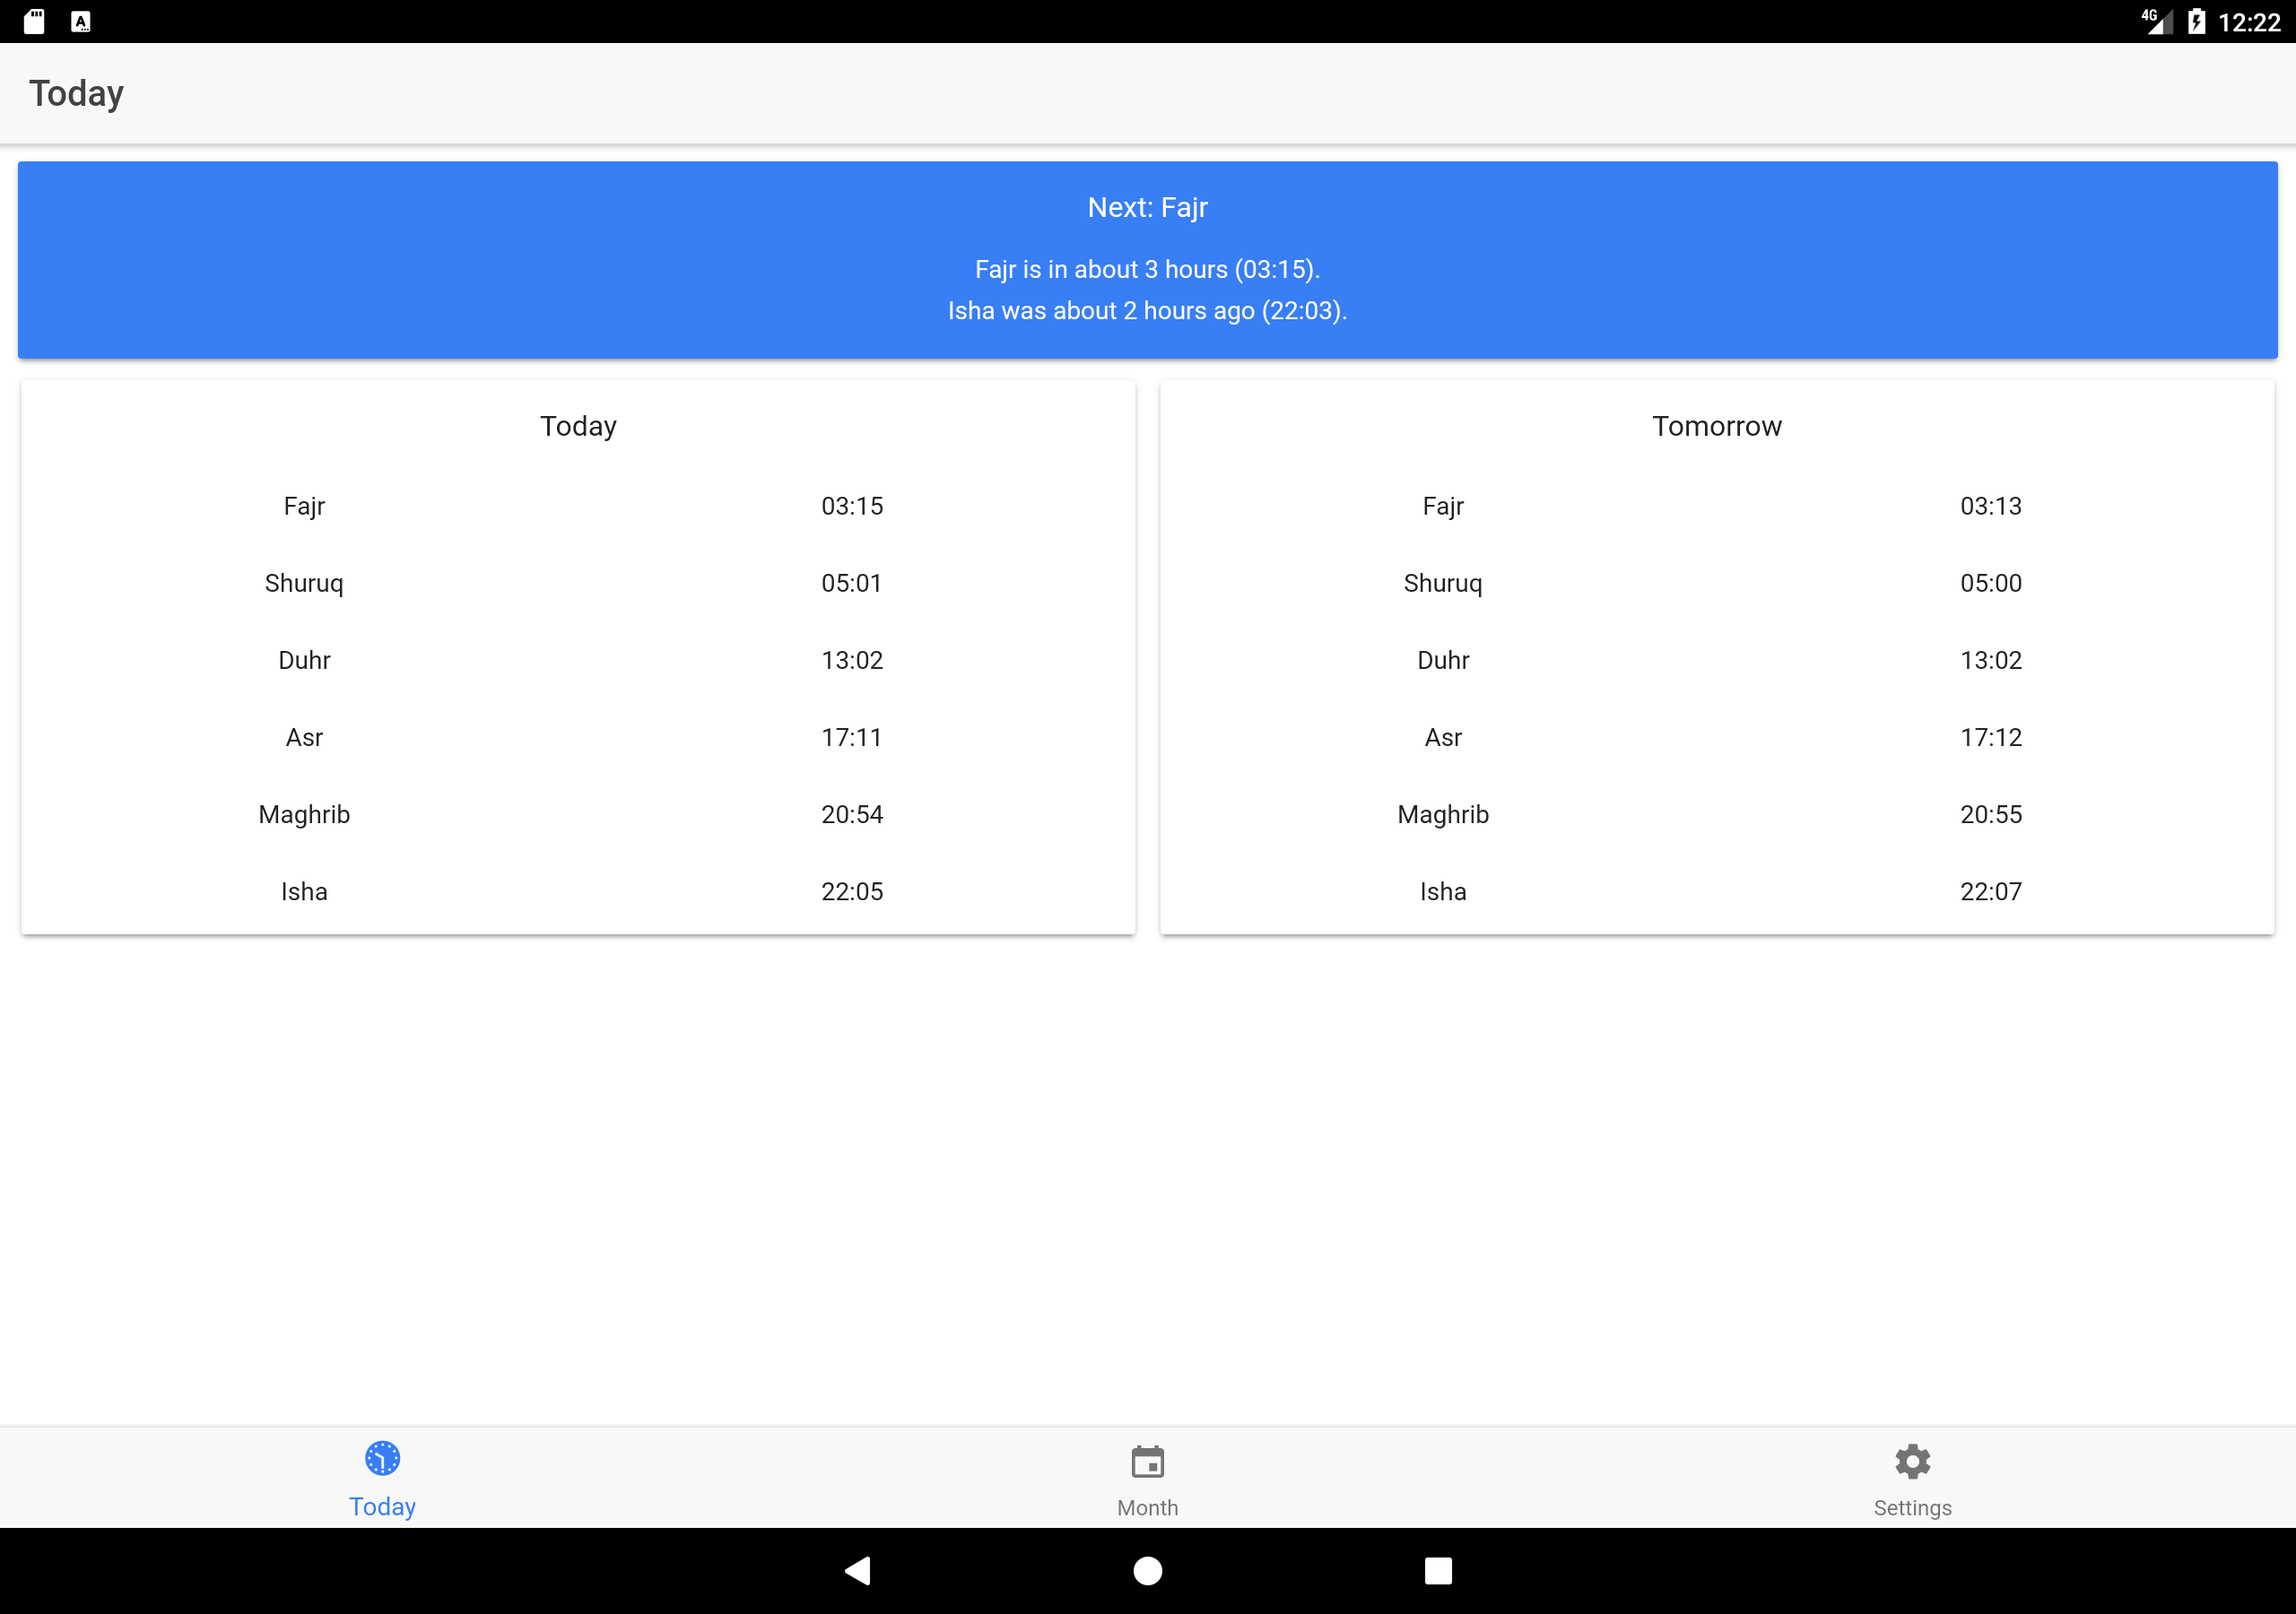 A
4G
12:22
Today
Next: Fajr
Fajr is in about 3 hours (03:15).
Isha was about 2 hours ago (22:03).
Today
Fajr 03:15
Shuruq 05:01
Duhr 13:02
Asr 17:11
Maghrib 20:54
Isha 22:05
Tomorrow
Fajr 03:13
Shuruq 05:00
Duhr 13:02
Asr 17:12
Maghrib 20:55
Isha 22:07
Today
Month
Settings